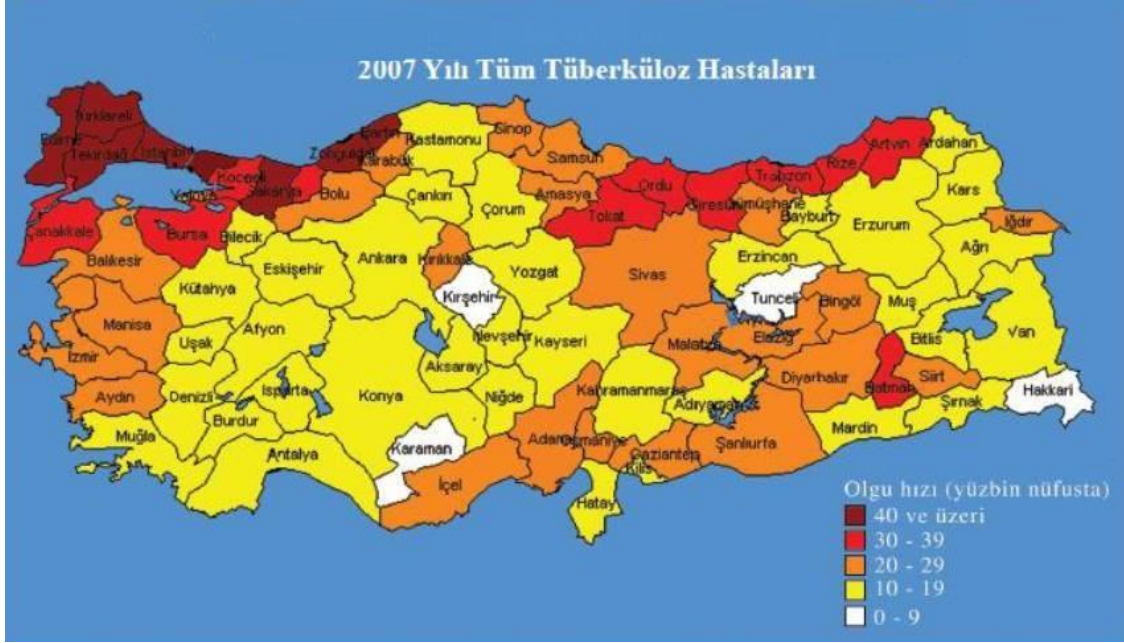 2007 Yılı Tüm Tüberküloz Hastaları
Kırklareli
Edirne
Tekirdağ
İstanbul
Kocaeli
Yalova
Sakarya
Zonguldak
Bartın
Karabük
Kastamonu
Sinop
Samsun
Bolu
Çankırı
Çorum
Amasya
Tokat
Ordu
Giresun
Trabzon
Gümüşhane
Rize
Artvin
Ardahan
Kars
Bayburt
Erzurum
Iğdır
Ağrı
Çanakkale
Bursa
Bilecik
Balıkesir
Eskişehir
Ankara
Kırıkkale
Kırşehir
Yozgat
Sivas
Erzincan
Tunceli
Bingöl
Muş
Bitlis
Van
Kütahya
Manisa
Uşak
Afyon
Nevşehir
Kayseri
Malatya
Elazığ
İzmir
Aydın
Denizli
Isparta
Burdur
Konya
Aksaray
Niğde
Kahramanmaraş
Adıyaman
Diyarbakır
Batman
Siirt
Şırnak
Hakkari
Mardin
Muğla
Antalya
Karaman
İçel
Adana
Osmaniye
Gaziantep
Kilis
Şanlıurfa
Hatay
Olgu hızı (yüzbin nüfusta)
40 ve üzeri
30 - 39
20 - 29
10 - 19
0 - 9